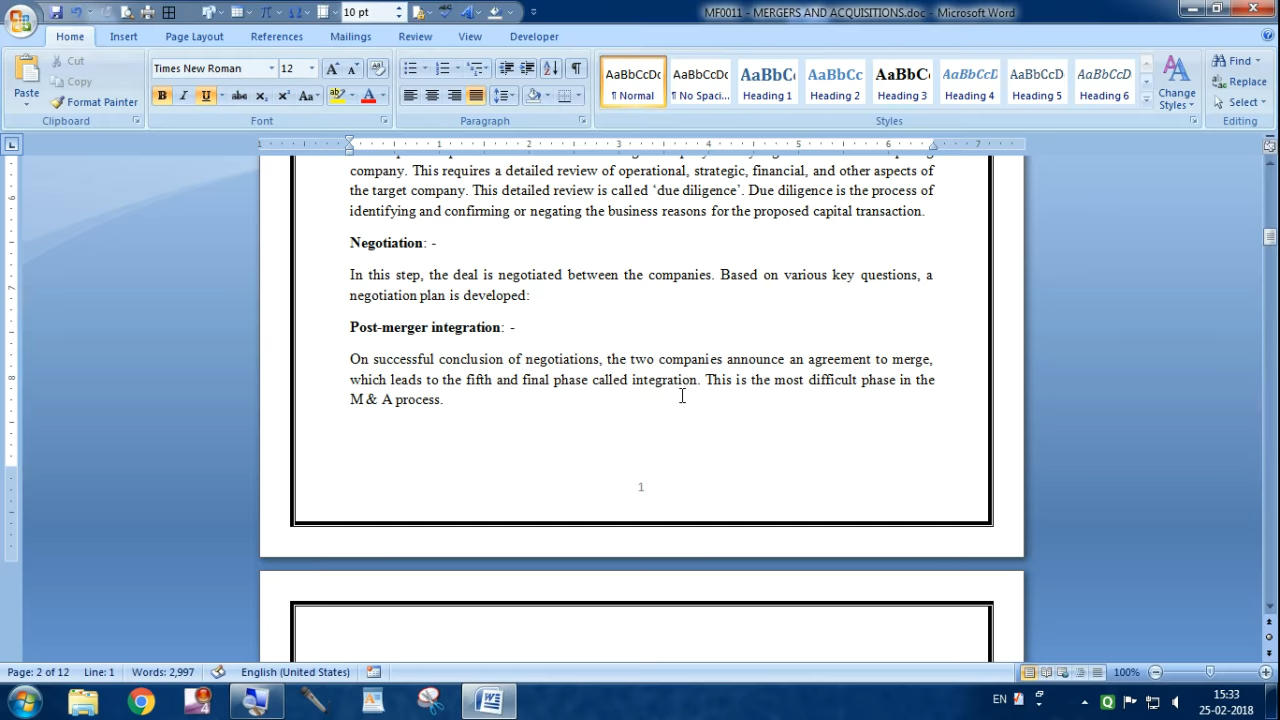 10 pt
MF0011 - MERGERS AND ACQUISITIONS.doc - Microsoft Word
Home Insert Page Layout References Mailings Review View Developer
Paste
Cut
Copy
Format Painter
Clipboard
Times New Roman 12
Font
Paragraph
AaBbCcDc AaBbCcDc AaBbC AaBbCc AaBbC AaBbCcD AaBbCcD AaBbCcD
¶ Normal ¶ No Spaci... Heading 1 Heading 2 Heading 3 Heading 4 Heading 5 Heading 6
Styles
Change Styles
Find
Replace
Select
Editing
1 1 2 3 4 5 6 7
company. This requires a detailed review of operational, strategic, financial, and other aspects of
the target company. This detailed review is called ‘due diligence’. Due diligence is the process of
identifying and confirming or negating the business reasons for the proposed capital transaction.
Negotiation: -
In this step, the deal is negotiated between the companies. Based on various key questions, a
negotiation plan is developed:
Post-merger integration: -
On successful conclusion of negotiations, the two companies announce an agreement to merge,
which leads to the fifth and final phase called integration. This is the most difficult phase in the
M & A process.
1
Page: 2 of 12 Line: 1 Words: 2,997 English (United States) 100%
EN
15:33
25-02-2018